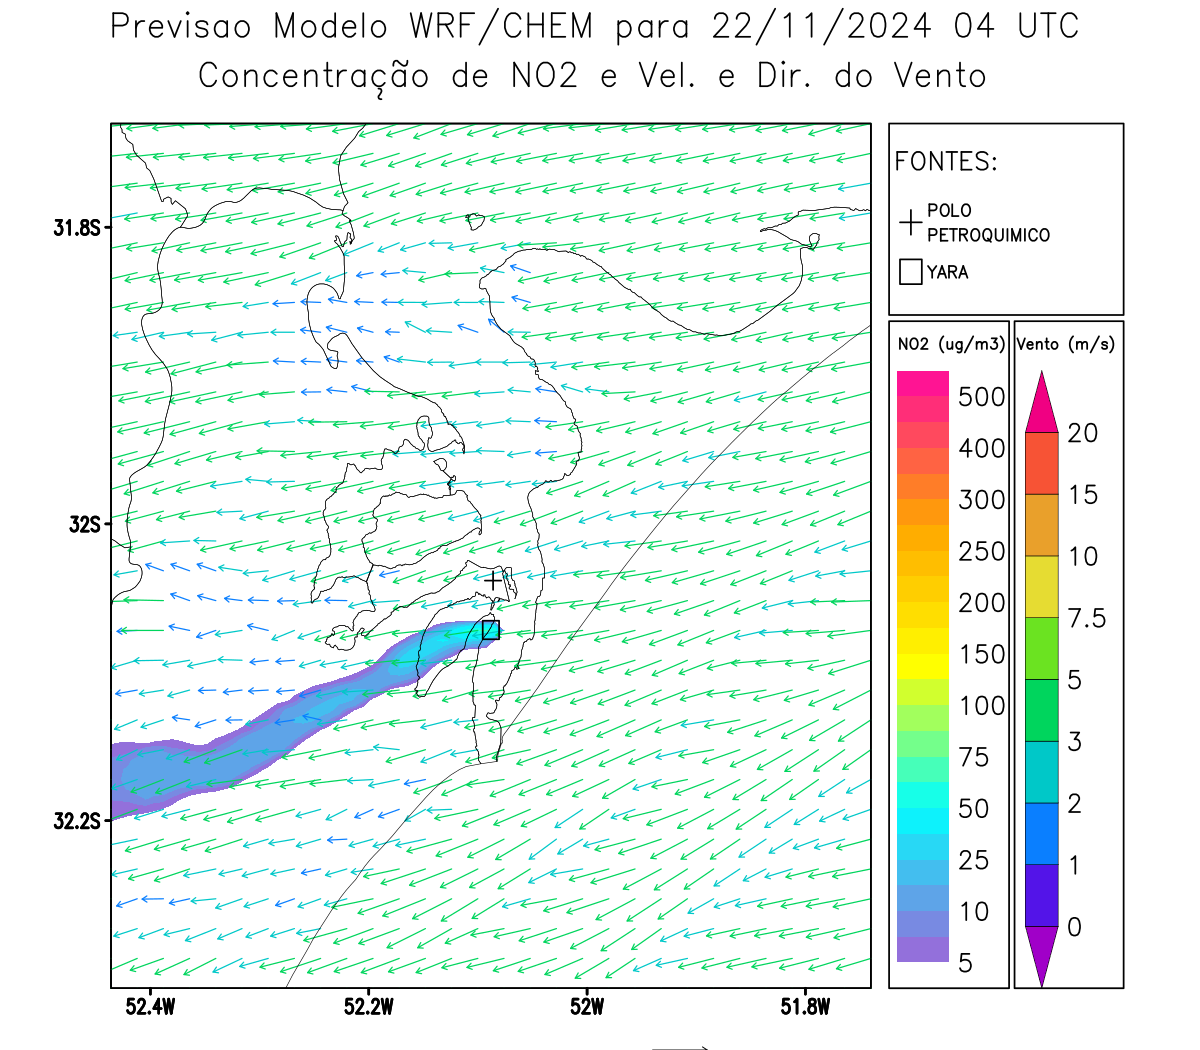 Previsao Modelo WRF/CHEM para 22/11/2024 04 UTC
Concentração de NO2 e Vel. e Dir. do Vento
FONTES:
POLO
PETROQUIMICO
YARA
NO2 (ug/m3)
500
400
300
250
200
150
100
75
50
25
10
5
Vento (m/s)
20
15
10
7.5
5
3
2
1
0
31.8S
32S
32.2S
52.4W
52.2W
52W
51.8W